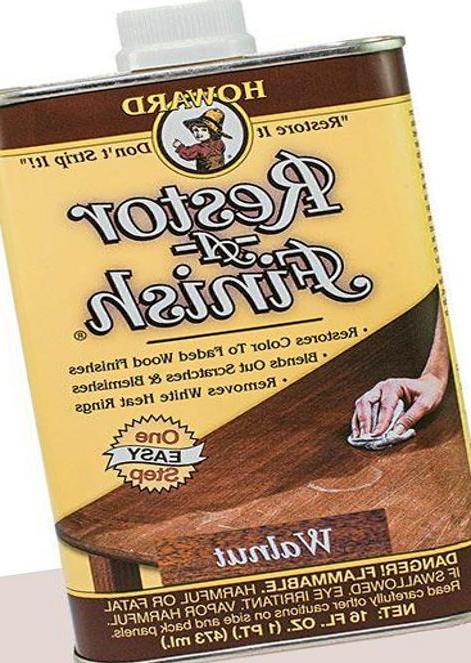 HOWARD
"Restore It Don't Strip It!"
Restor
-A-
Finish®
• Restores Color To Faded Wood Finishes
• Blends Out Scratches & Blemishes
• Removes White Heat Rings
One
EASY
Step
Walnut
DANGER! FLAMMABLE. HARMFUL OR FATAL
IF SWALLOWED. EYE IRRITANT. VAPOR HARMFUL.
Read carefully other cautions on side and back panels.
NET: 16 FL. OZ. (1 PT.) (473 ml)